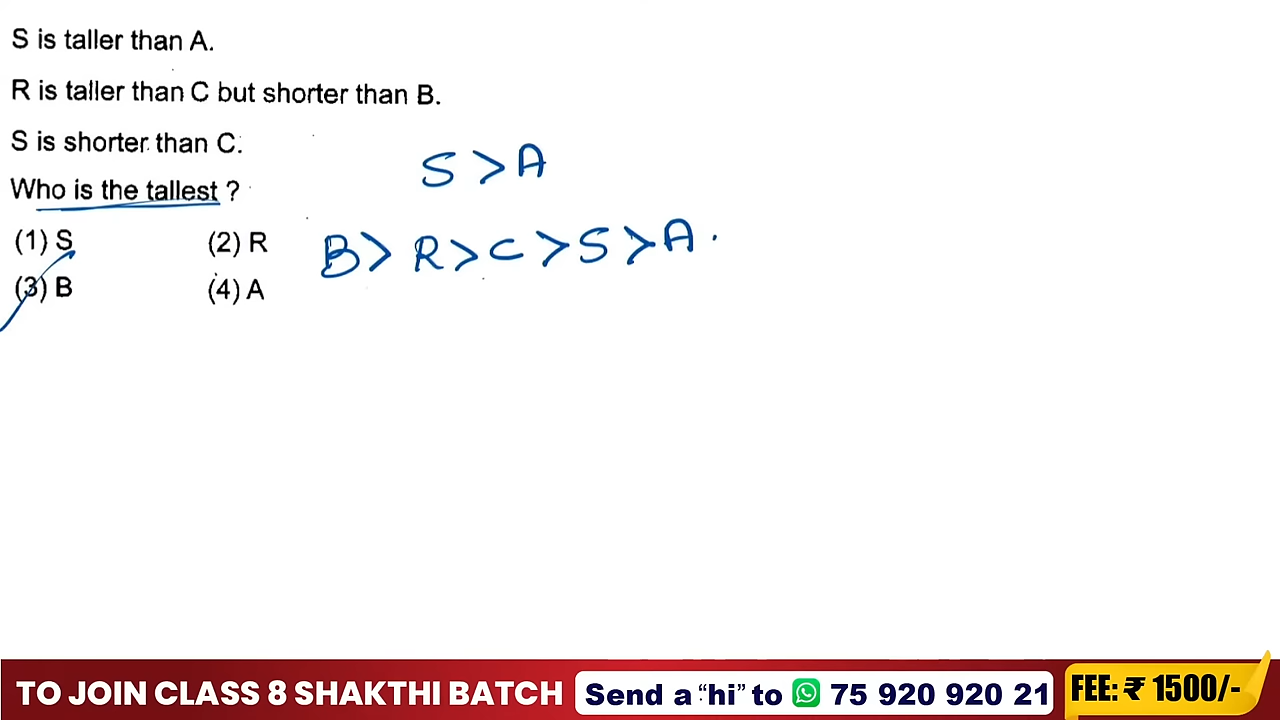 S is taller than A.
R is taller than C but shorter than B.
S is shorter than C.
Who is the tallest ?
S > A
(1) S (2) R
B > R > C > S > A .
(3) B (4) A
TO JOIN CLASS 8 SHAKTHI BATCH Send a “hi” to 75 920 920 21 FEE: ₹ 1500/-